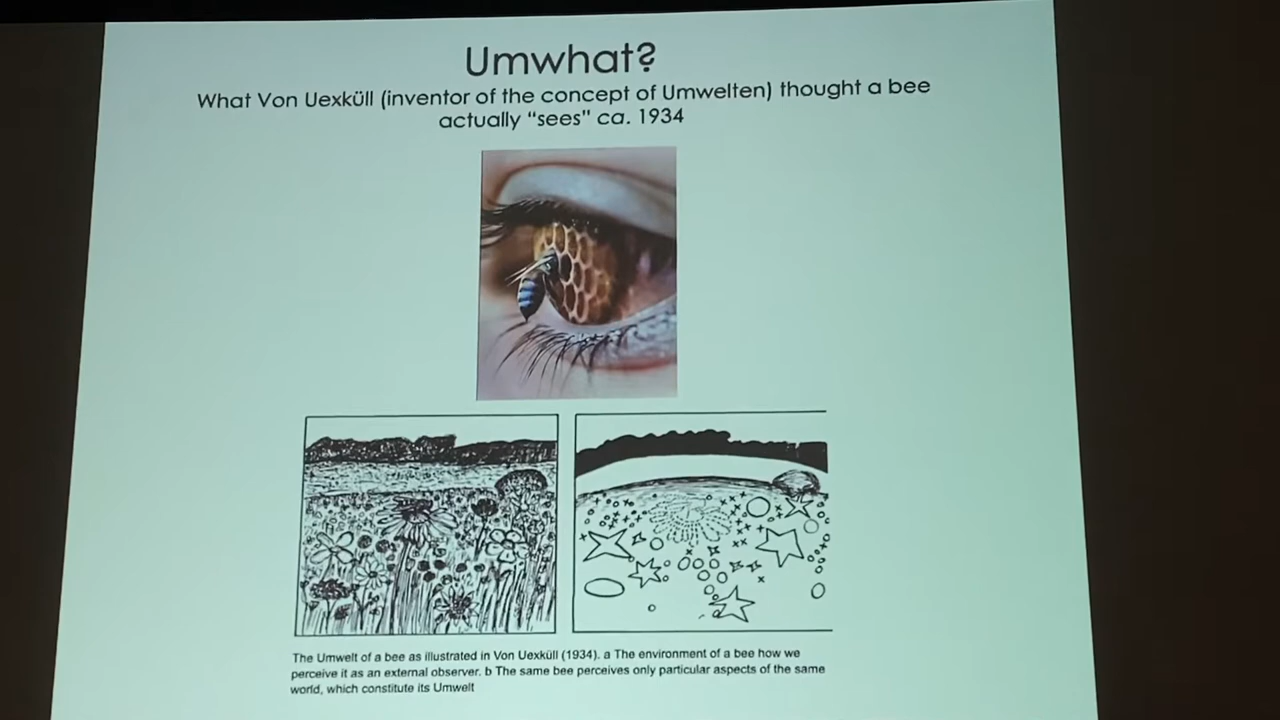 Umwhat?
What Von Uexküll (inventor of the concept of Umwelten) thought a bee
actually “sees" ca. 1934
The Umwelt of a bee as illustrated in Von Uexküll (1934). a The environment of a bee how we
perceive it as an external observer. b The same bee perceives only particular aspects of the same
world, which constitute its Umwelt